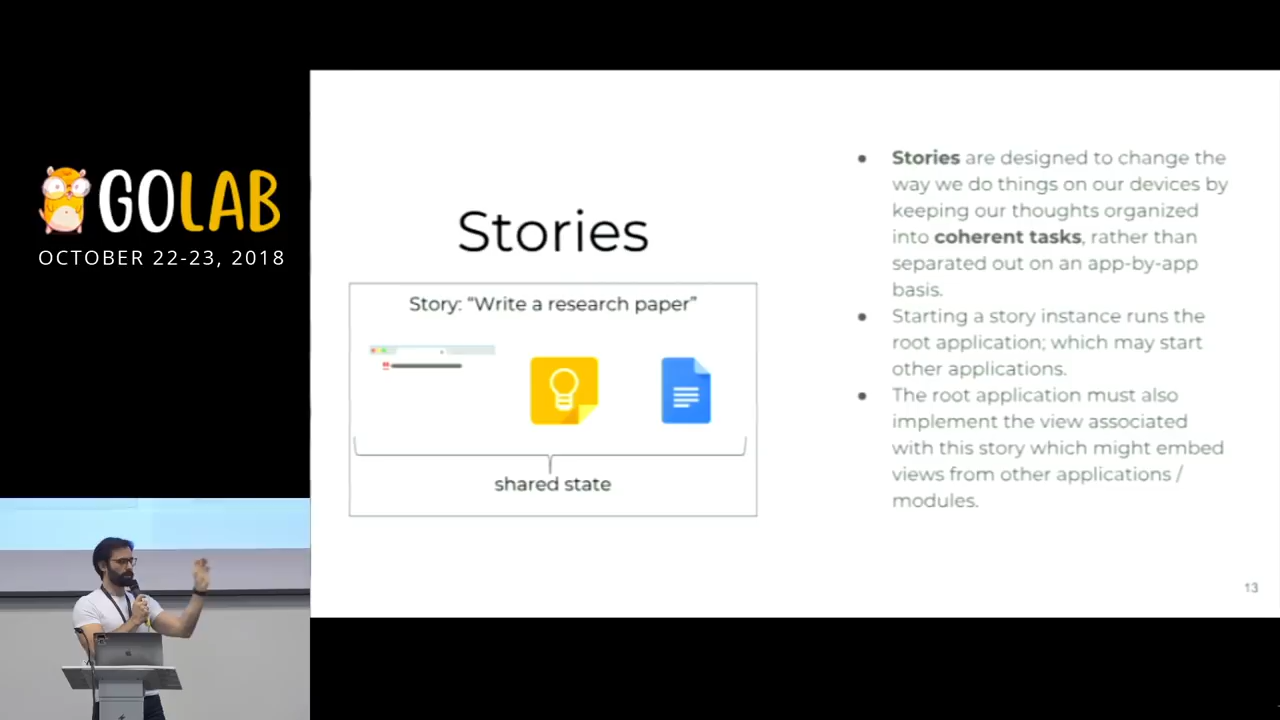 GOLAB
OCTOBER 22-23, 2018
Stories
Story: “Write a research paper”
shared state
Stories are designed to change the
way we do things on our devices by
keeping our thoughts organized
into coherent tasks, rather than
separated out on an app-by-app
basis.
Starting a story instance runs the
root application; which may start
other applications.
The root application must also
implement the view associated
with this story which might embed
views from other applications /
modules.
13